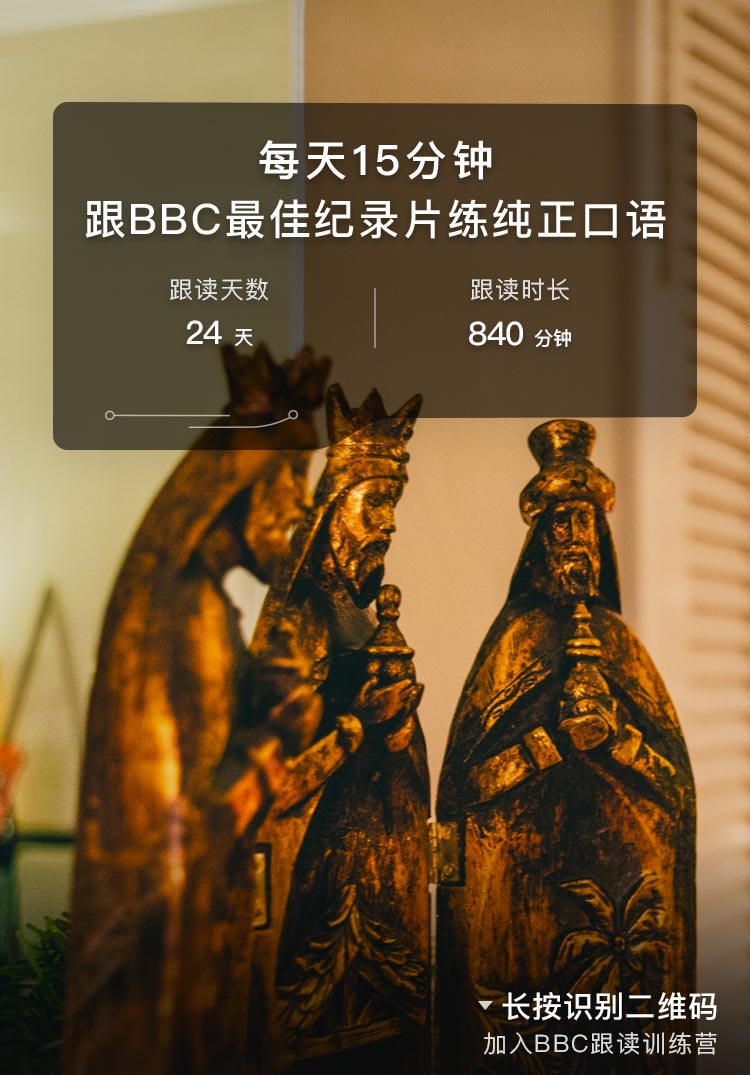 每天15分钟
跟BBC最佳纪录片练纯正口语
跟读天数
24 天
跟读时长
840 分钟
长按识别二维码
加入BBC跟读训练营